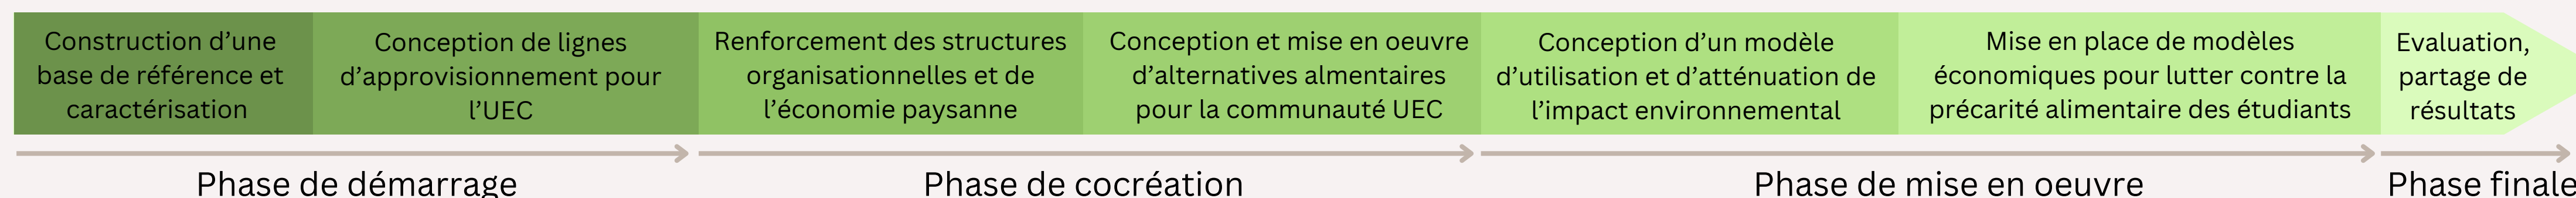 Construction d’une
base de référence et
caractérisation
Conception de lignes
d’approvisionnement pour
l’UEC
Renforcement des structures
organisationnelles et de
l’économie paysanne
Conception et mise en oeuvre
d’alternatives almentaires
pour la communauté UEC
Conception d’un modèle
d’utilisation et d’atténuation de
l’impact environnemental
Mise en place de modèles
économiques pour lutter contre la
précarité alimentaire des étudiants
Evaluation,
partage de
résultats
Phase de démarrage
Phase de cocréation
Phase de mise en oeuvre
Phase finale